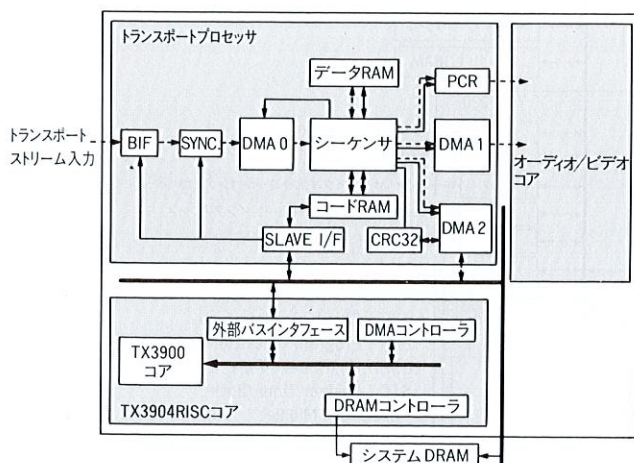 トランスポートプロセッサ
データRAM
PCR
トランスポート
ストリーム入力
BIF
SYNC
DMA 0
シーケンサ
DMA 1
オーディオ/ビデオ
コア
コードRAM
SLAVE I/F
CRC32
DMA 2
外部バスインタフェース
DMAコントローラ
TX3900
コア
TX3904RISCコア
DRAMコントローラ
システムDRAM